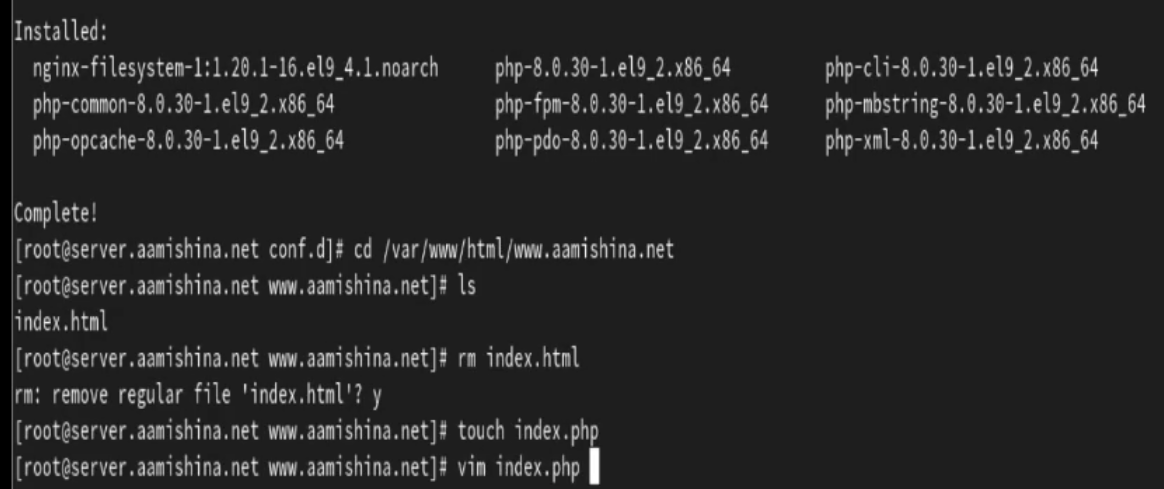 Installed:
nginx-filesystem-1:1.20.1-16.el9_4.1.noarch php-8.0.30-1.el9_2.x86_64 php-cli-8.0.30-1.el9_2.x86_64
php-common-8.0.30-1.el9_2.x86_64 php-fpm-8.0.30-1.el9_2.x86_64 php-mbstring-8.0.30-1.el9_2.x86_64
php-opcache-8.0.30-1.el9_2.x86_64 php-pdo-8.0.30-1.el9_2.x86_64 php-xml-8.0.30-1.el9_2.x86_64
Complete!
[root@server.aamishina.net conf.d]# cd /var/www/html/www.aamishina.net
[root@server.aamishina.net www.aamishina.net]# ls
index.html
[root@server.aamishina.net www.aamishina.net]# rm index.html
rm: remove regular file 'index.html'? y
[root@server.aamishina.net www.aamishina.net]# touch index.php
[root@server.aamishina.net www.aamishina.net]# vim index.php